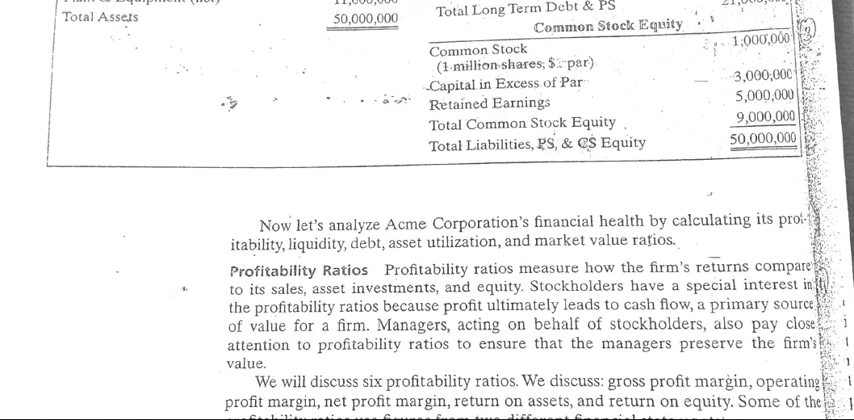 Total Assets 50,000,000
Total Long Term Debt & PS
Common Stock Equity
Common Stock 1,000,000
(1 million shares; $ par)
Capital in Excess of Par 3,000,000
Retained Earnings 5,000,000
Total Common Stock Equity 9,000,000
Total Liabilities, PS, & CS Equity 50,000,000
Now let's analyze Acme Corporation's financial health by calculating its prof-
itability, liquidity, debt, asset utilization, and market value ratios.
Profitability Ratios Profitability ratios measure how the firm's returns compare
to its sales, asset investments, and equity. Stockholders have a special interest in
the profitability ratios because profit ultimately leads to cash flow, a primary source
of value for a firm. Managers, acting on behalf of stockholders, also pay close
attention to profitability ratios to ensure that the managers preserve the firm's
value.
We will discuss six profitability ratios. We discuss: gross profit margin, operating
profit margin, net profit margin, return on assets, and return on equity. Some of the